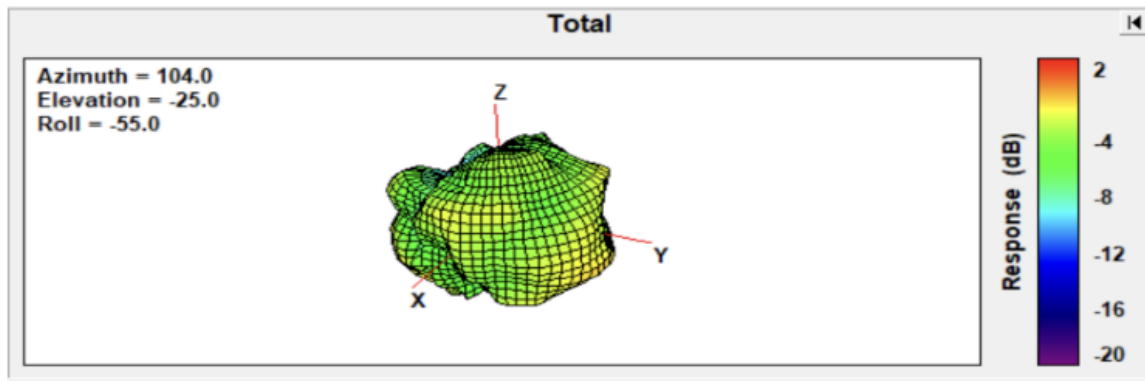 Total
Azimuth = 104.0
Elevation = -25.0
Roll = -55.0
Z
Y
X
Response (dB)
2
-4
-8
-12
-16
-20